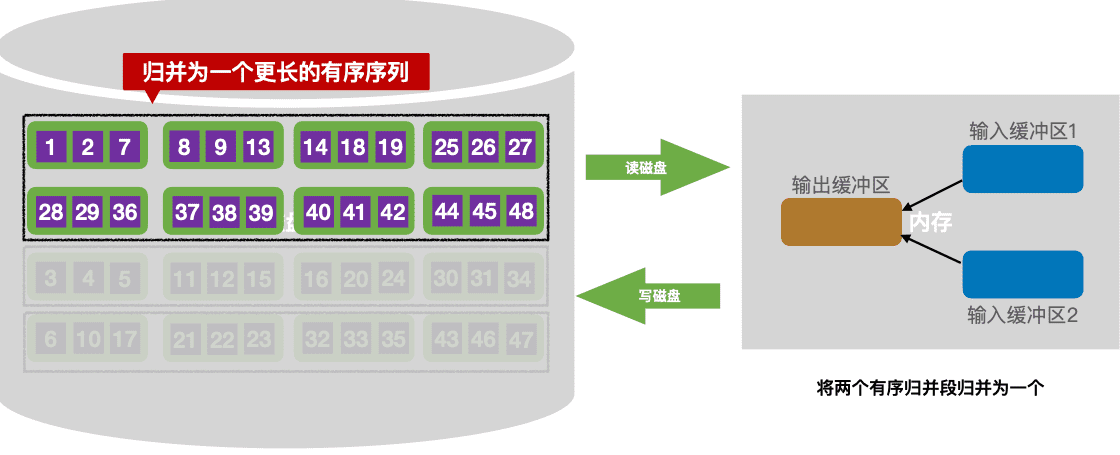 归并为一个更长的有序序列
1 2 7 8 9 13 14 18 19 25 26 27
28 29 36 37 38 39 40 41 42 44 45 48
3 4 5 11 12 15 16 20 24 30 31 34
6 10 17 21 22 23 32 33 35 43 46 47
读磁盘
写磁盘
输入缓冲区1
输出缓冲区
内存
输入缓冲区2
将两个有序归并段归并为一个